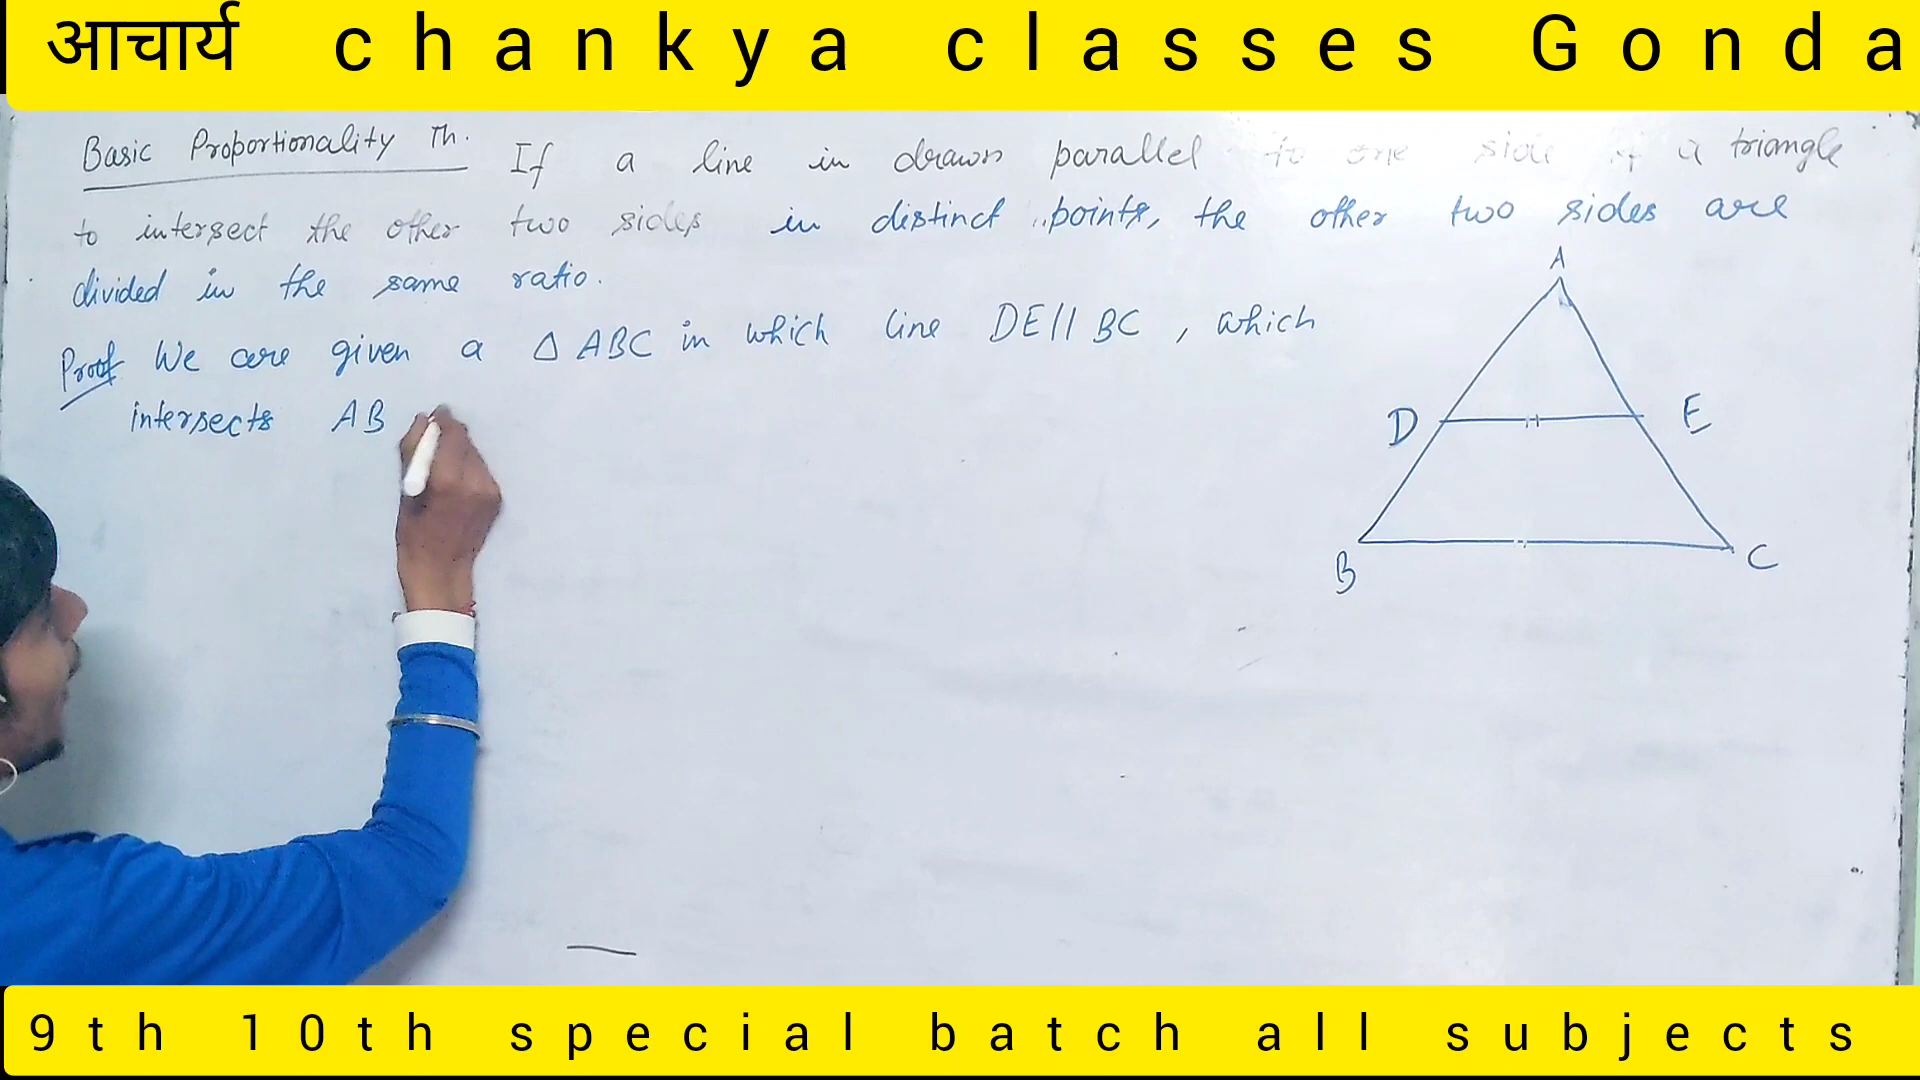 आचार्य chankya classes Gonda
Basic Proportionality Th. If a line in drawn parallel to one side of a triangle
to intersect the other two sides in distinct points, the other two sides are
divided in the same ratio.
Proof We are given a △ ABC in which line DE || BC , which
intersects AB
A
D
E
B
C
9th 10th special batch all subjects